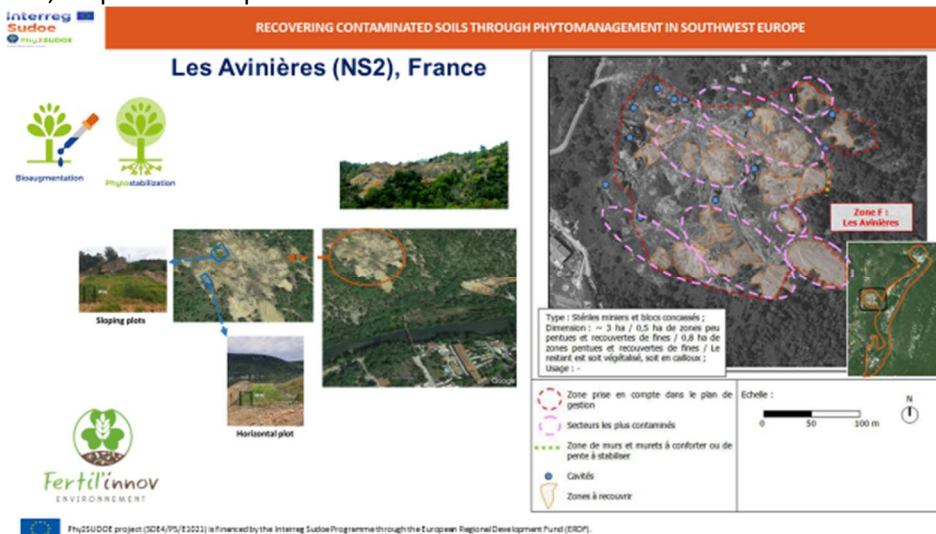 Interreg
Sudoe
Phy2SUDOE
RECOVERING CONTAMINATED SOILS THROUGH PHYTOMANAGEMENT IN SOUTHWEST EUROPE
Les Avinières (NS2), France
Bioaugmentation
Phytostabilization
Sloping plots
Horizontal plot
Google
Fertil'innov
ENVIRONNEMENT
Zone F :
Les Avinières
Type : Stériles miniers et blocs concassés ;
Dimension : ~ 3 ha / 0,5 ha de zones peu
pentues et recouvertes de fines / 0,8 ha de
zones pentues et recouvertes de fines / Le
restant est soit végétalisé, soit en cailloux ;
Usage : -
Zone prise en compte dans le plan de
gestion
Secteurs les plus contaminés
Zone de murs et murets à conforter ou de
pente à stabiliser
Cavités
Zones à recouvrir
Echelle :
0 50 100 m
N
Phy2SUDOE project (SOE4/P5/E1021) is financed by the Interreg Sudoe Programme through the European Regional Development Fund (ERDF).